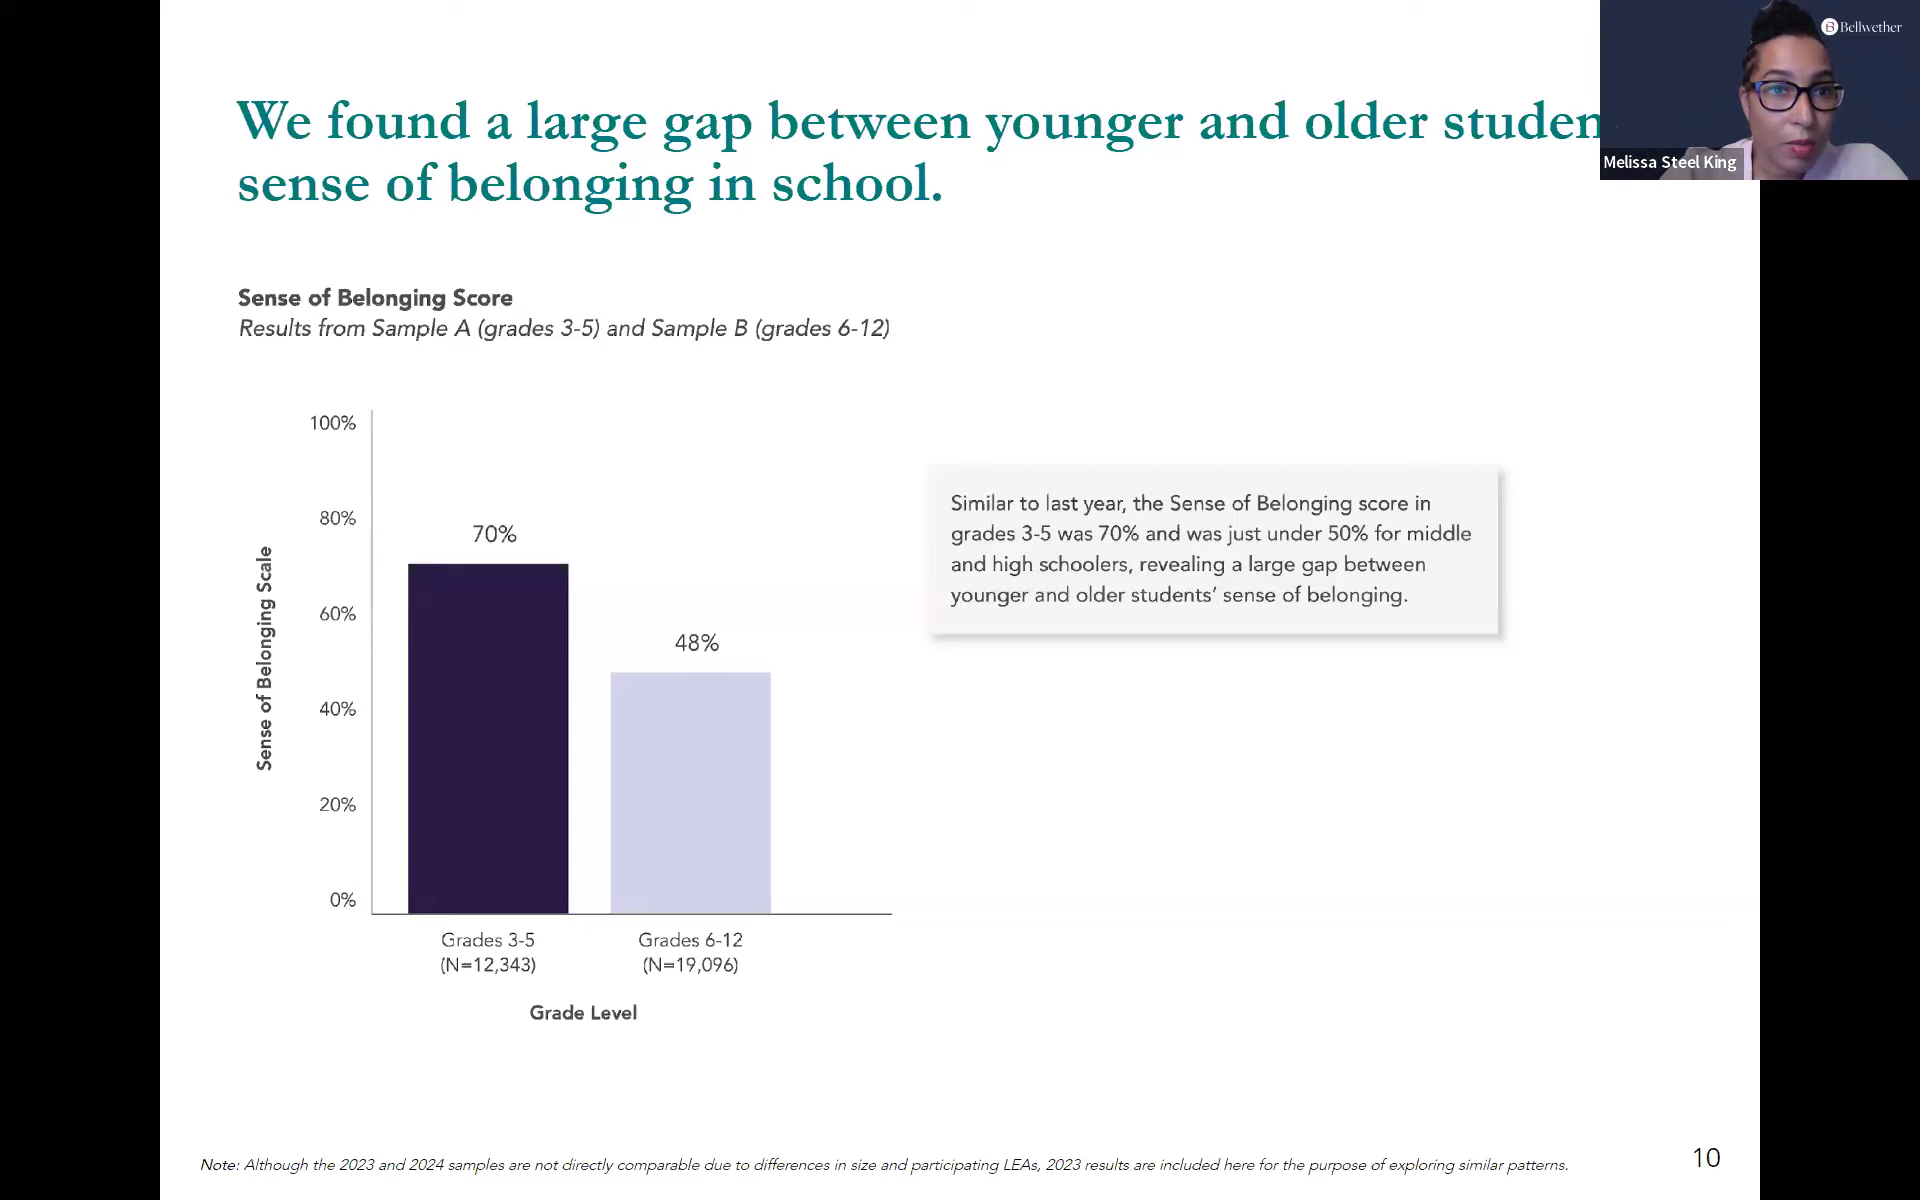 We found a large gap between younger and older studen
sense of belonging in school.
Bellwether
Melissa Steel King
Sense of Belonging Score
Results from Sample A (grades 3-5) and Sample B (grades 6-12)
Sense of Belonging Scale
100%
80%
60%
40%
20%
0%
70%
48%
Grades 3-5
(N=12,343)
Grades 6-12
(N=19,096)
Grade Level
Similar to last year, the Sense of Belonging score in
grades 3-5 was 70% and was just under 50% for middle
and high schoolers, revealing a large gap between
younger and older students’ sense of belonging.
Note: Although the 2023 and 2024 samples are not directly comparable due to differences in size and participating LEAs, 2023 results are included here for the purpose of exploring similar patterns.
10